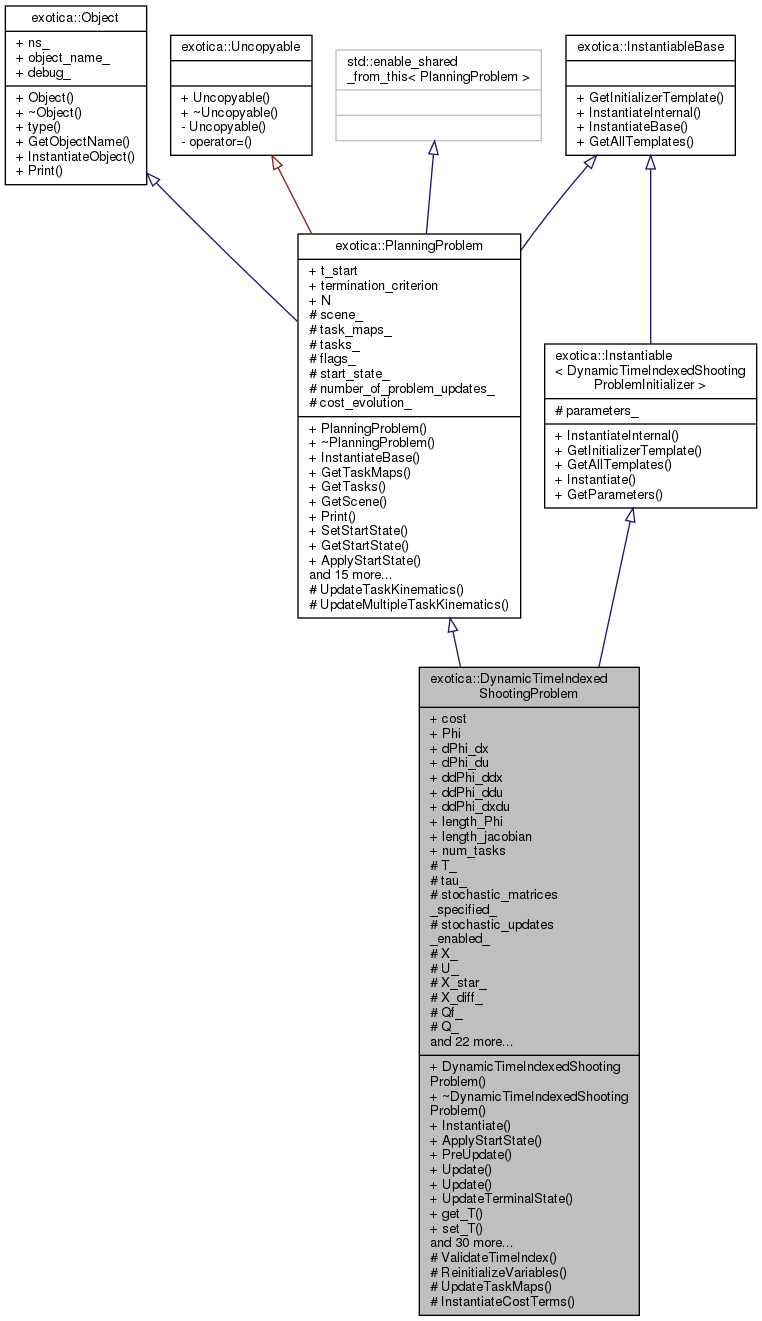 exotica::Object
+ ns_
+ object_name_
+ debug_
+ Object()
+ ~Object()
+ type()
+ GetObjectName()
+ InstantiateObject()
+ Print()
exotica::Uncopyable
+ Uncopyable()
+ ~Uncopyable()
- Uncopyable()
- operator=()
std::enable_shared
_from_this< PlanningProblem >
exotica::InstantiableBase
+ GetInitializerTemplate()
+ InstantiateInternal()
+ InstantiateBase()
+ GetAllTemplates()
exotica::PlanningProblem
+ t_start
+ termination_criterion
+ N
# scene_
# task_maps_
# tasks_
# flags_
# start_state_
# number_of_problem_updates_
# cost_evolution_
+ PlanningProblem()
+ ~PlanningProblem()
+ InstantiateBase()
+ GetTaskMaps()
+ GetTasks()
+ GetScene()
+ Print()
+ SetStartState()
+ GetStartState()
+ ApplyStartState()
and 15 more...
# UpdateTaskKinematics()
# UpdateMultipleTaskKinematics()
exotica::Instantiable
< DynamicTimeIndexedShooting
ProblemInitializer >
# parameters_
+ InstantiateInternal()
+ GetInitializerTemplate()
+ GetAllTemplates()
+ Instantiate()
+ GetParameters()
exotica::DynamicTimeIndexed
ShootingProblem
+ cost
+ Phi
+ dPhi_dx
+ dPhi_du
+ ddPhi_ddx
+ ddPhi_ddu
+ ddPhi_dxdu
+ length_Phi
+ length_jacobian
+ num_tasks
# T_
# tau_
# stochastic_matrices
_specified_
# stochastic_updates
_enabled_
# X_
# U_
# X_star_
# X_diff_
# Qf_
# Q_
and 22 more...
+ DynamicTimeIndexedShooting
Problem()
+ ~DynamicTimeIndexedShooting
Problem()
+ Instantiate()
+ ApplyStartState()
+ PreUpdate()
+ Update()
+ Update()
+ UpdateTerminalState()
+ get_T()
+ set_T()
and 30 more...
# ValidateTimeIndex()
# ReinitializeVariables()
# UpdateTaskMaps()
# InstantiateCostTerms()